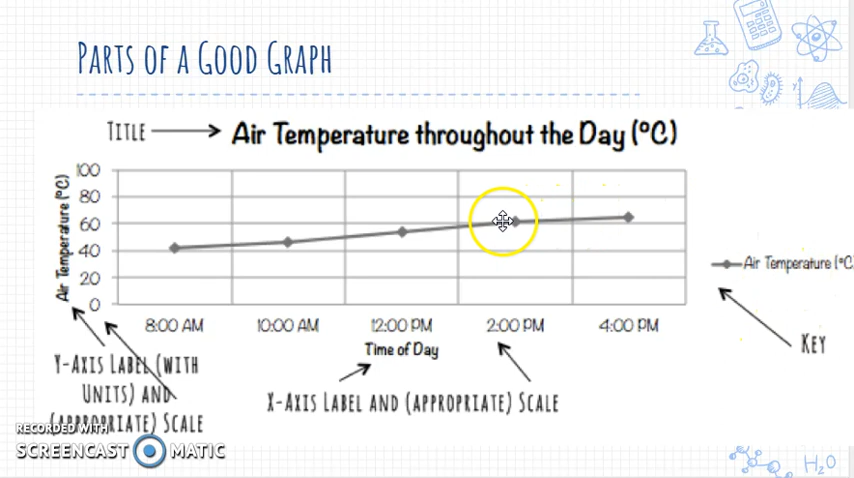 Parts of a Good Graph
Title
Air Temperature throughout the Day (°C)
Air Temperature (°C)
100
80
60
40
20
0
8:00 AM
10:00 AM
12:00 PM
2:00 PM
4:00 PM
Time of Day
Air Temperature (°C
Key
Y-Axis Label (with
Units) and
(appropriate) Scale
X-Axis Label and (appropriate) Scale
RECORDED WITH
SCREENCAST MATIC
y
H₂O